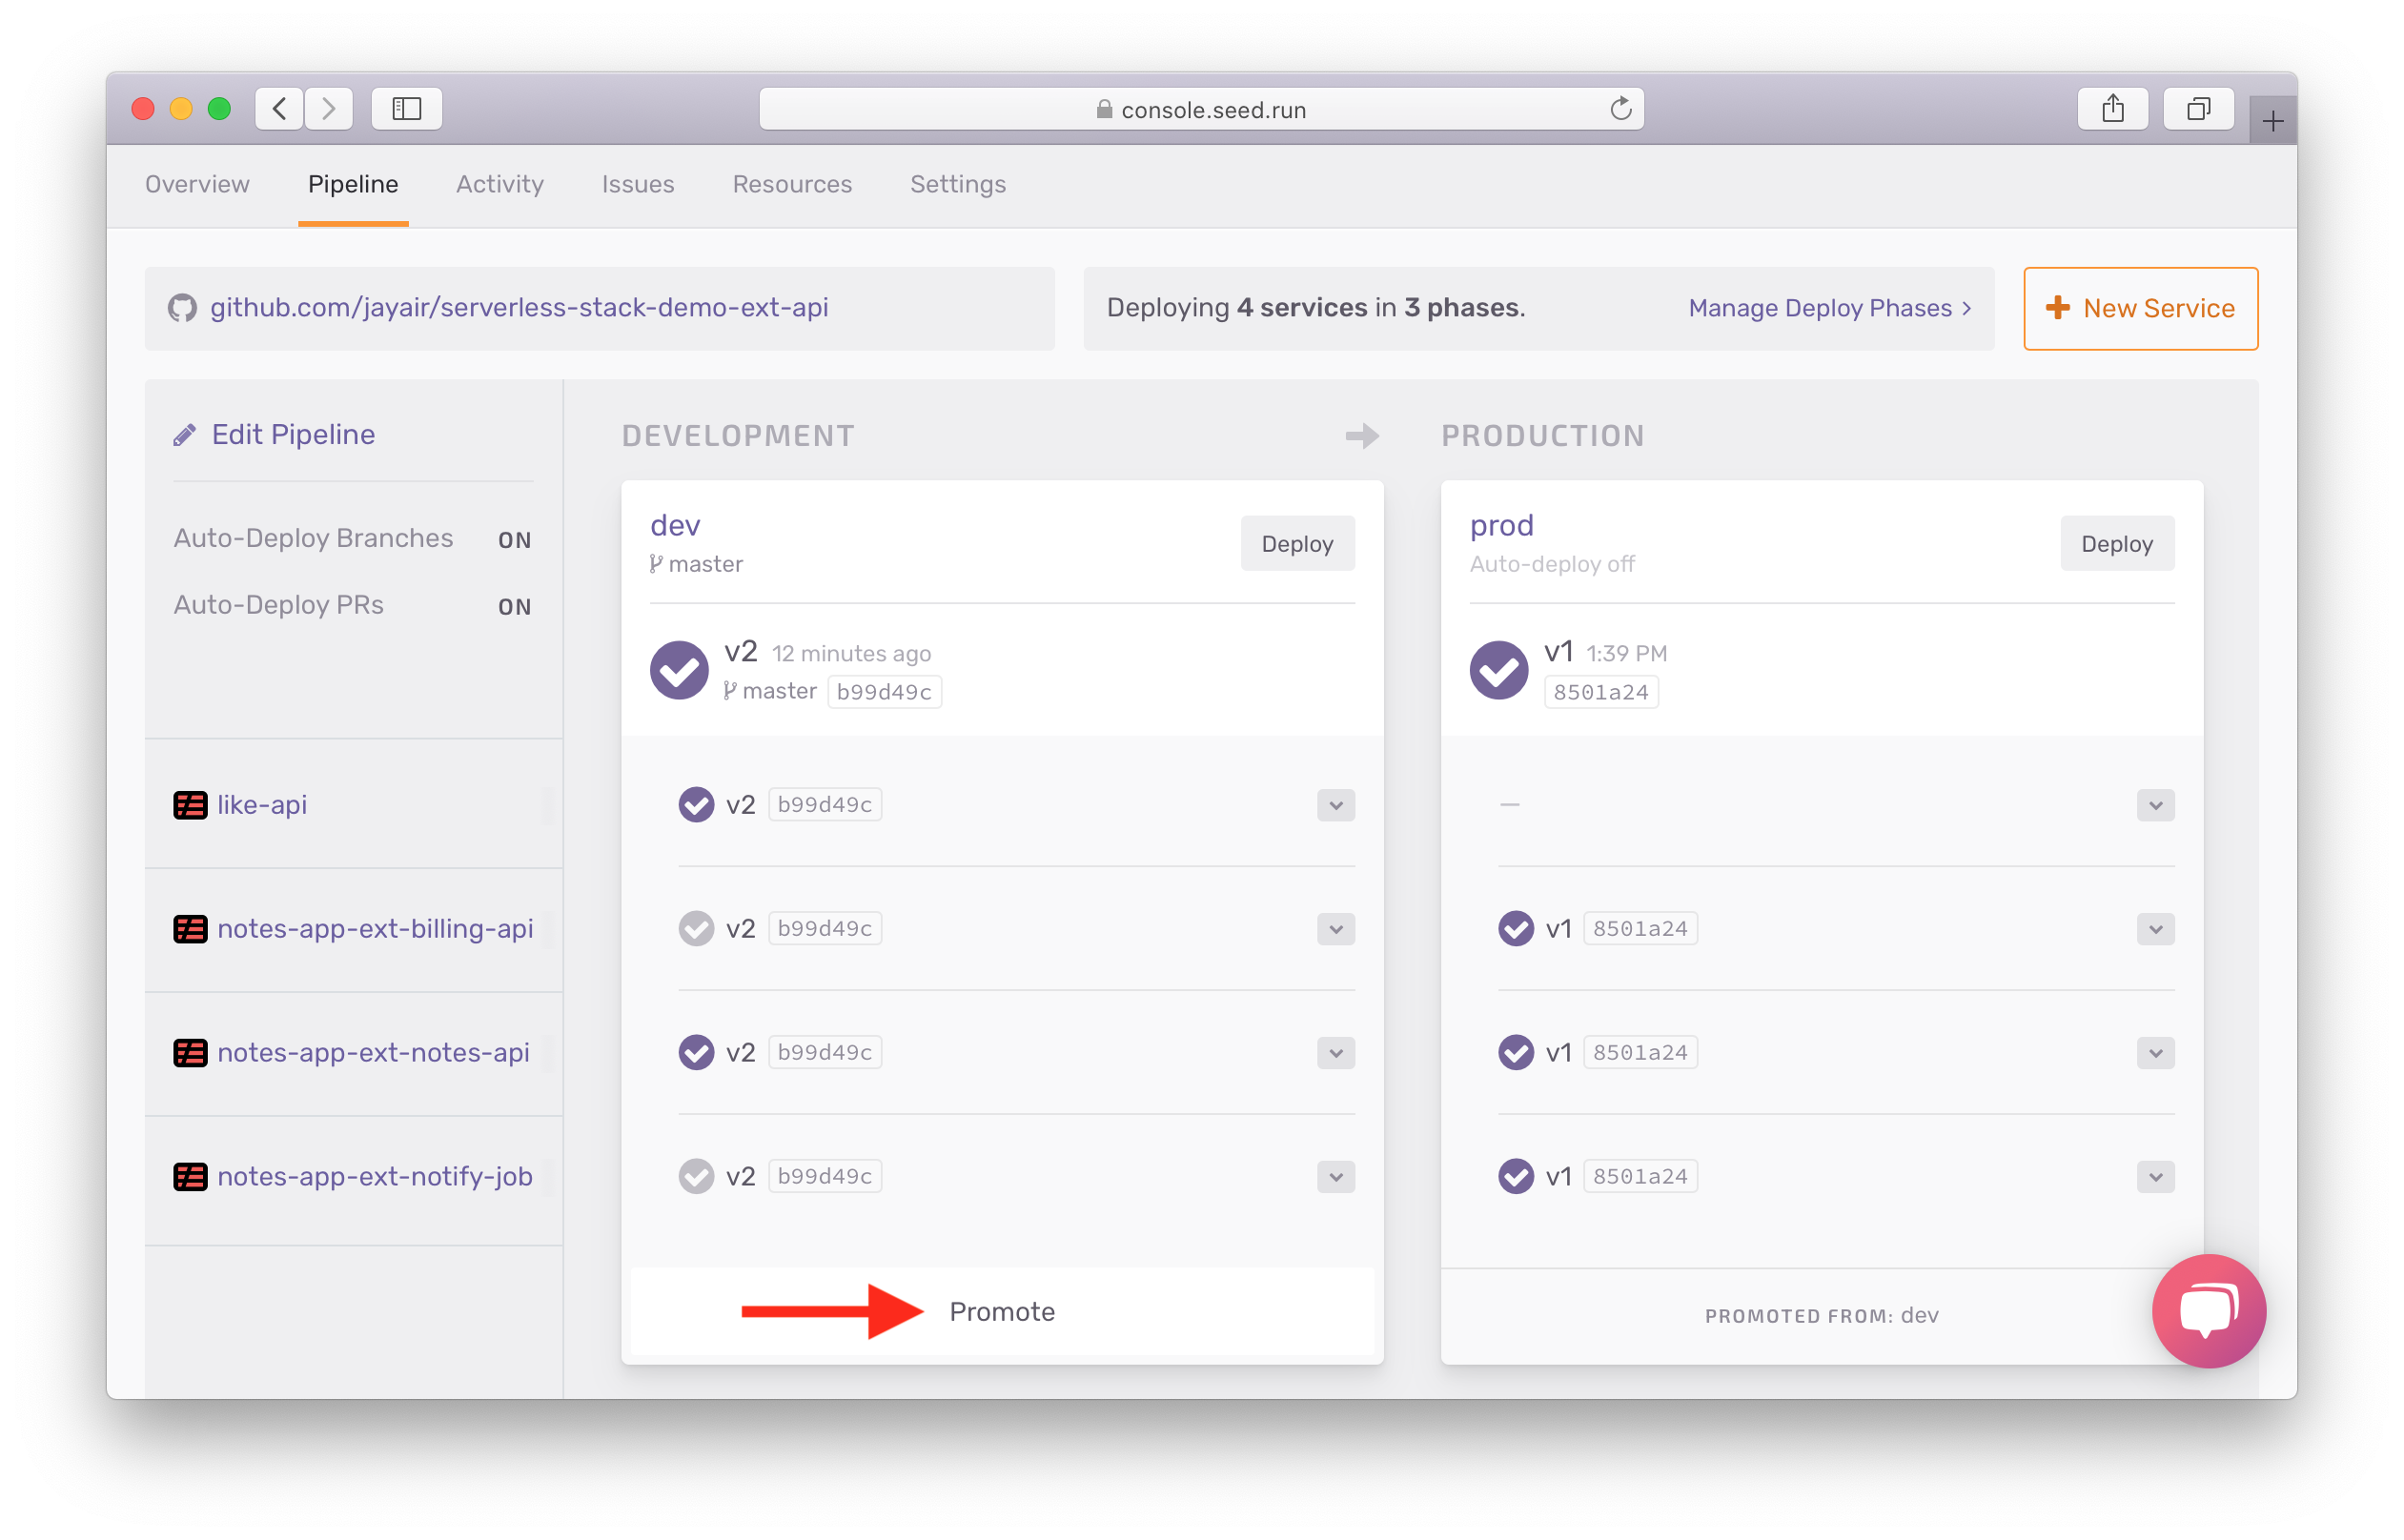 console.seed.run
Overview Pipeline Activity Issues Resources Settings
github.com/jayair/serverless-stack-demo-ext-api
Deploying 4 services in 3 phases.
Manage Deploy Phases >
+ New Service
Edit Pipeline
Auto-Deploy Branches ON
Auto-Deploy PRs ON
like-api
notes-app-ext-billing-api
notes-app-ext-notes-api
notes-app-ext-notify-job
DEVELOPMENT
dev
master
Deploy
v2 12 minutes ago
master b99d49c
v2 b99d49c
v2 b99d49c
v2 b99d49c
v2 b99d49c
Promote
PRODUCTION
prod
Auto-deploy off
Deploy
v1 1:39 PM
8501a24
–
v1 8501a24
v1 8501a24
v1 8501a24
PROMOTED FROM: dev